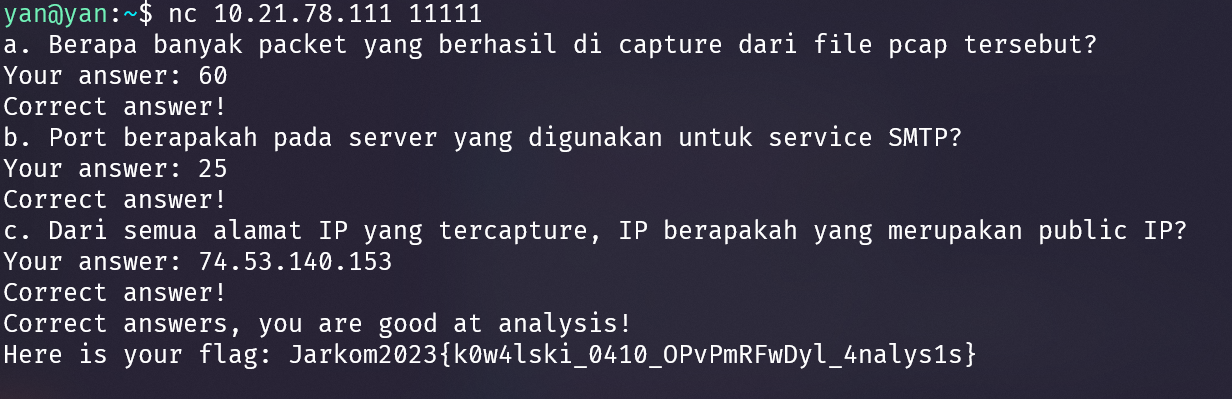 yan@yan:~$ nc 10.21.78.111 11111
a. Berapa banyak packet yang berhasil di capture dari file pcap tersebut?
Your answer: 60
Correct answer!
b. Port berapakah pada server yang digunakan untuk service SMTP?
Your answer: 25
Correct answer!
c. Dari semua alamat IP yang tercapture, IP berapakah yang merupakan public IP?
Your answer: 74.53.140.153
Correct answer!
Correct answers, you are good at analysis!
Here is your flag: Jarkom2023{k0w4lski_0410_OPvPmRFwDyl_4nalys1s}